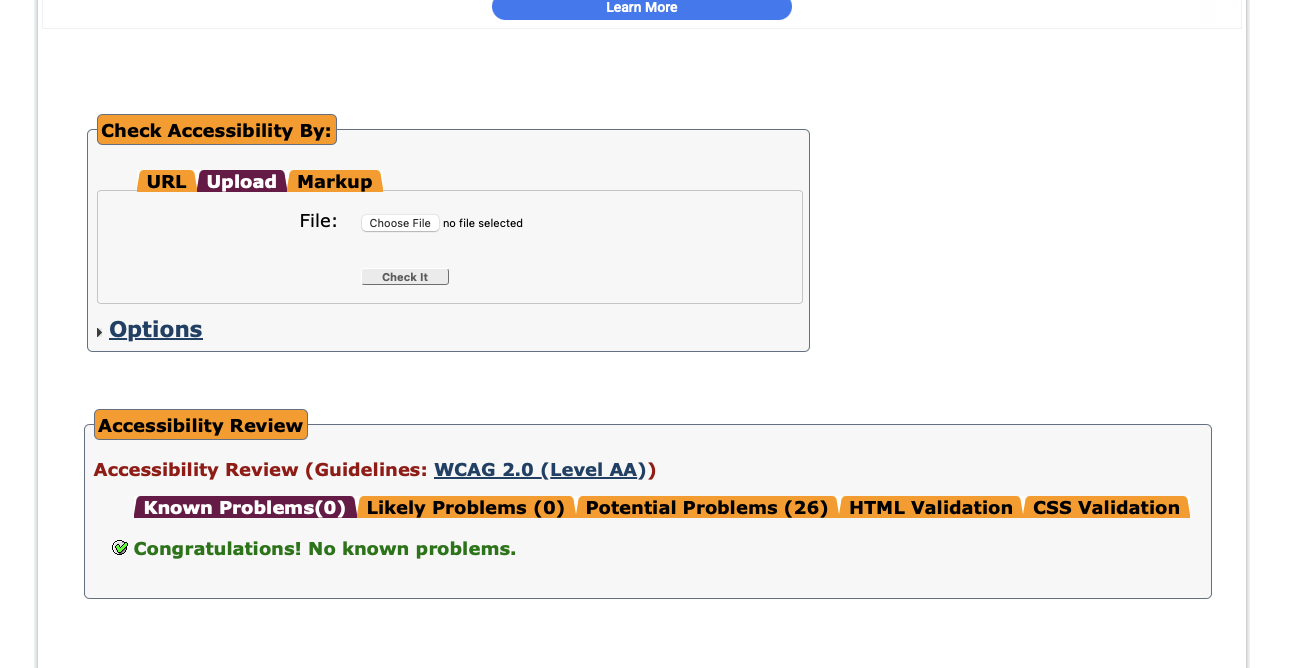 Learn More
Check Accessibility By:
URL Upload Markup
File: Choose File no file selected
Check It
Options
Accessibility Review
Accessibility Review (Guidelines: WCAG 2.0 (Level AA))
Known Problems(0) Likely Problems (0) Potential Problems (26) HTML Validation CSS Validation
Congratulations! No known problems.